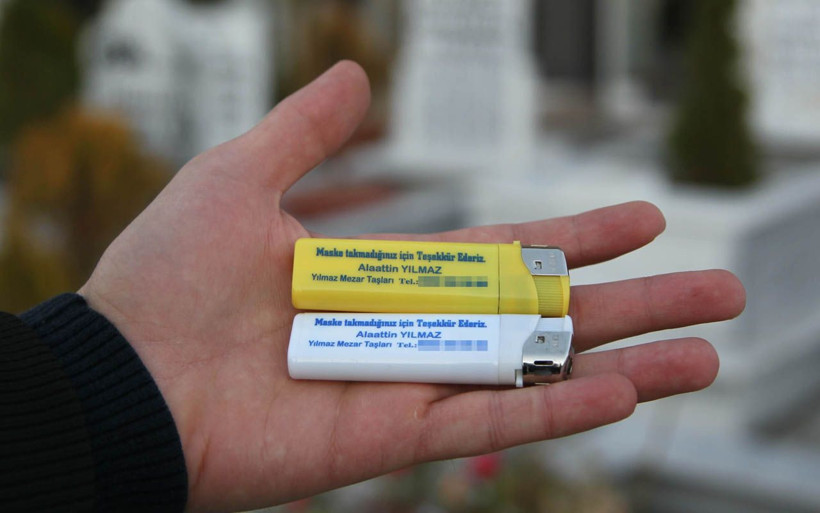 Maske takmadığınız için Teşekkür Ederiz.
Alaattin YILMAZ
Yılmaz Mezar Taşları Tel.:
Maske takmadığınız için Teşekkür Ederiz.
Alaattin YILMAZ
Yılmaz Mezar Taşları Tel.: